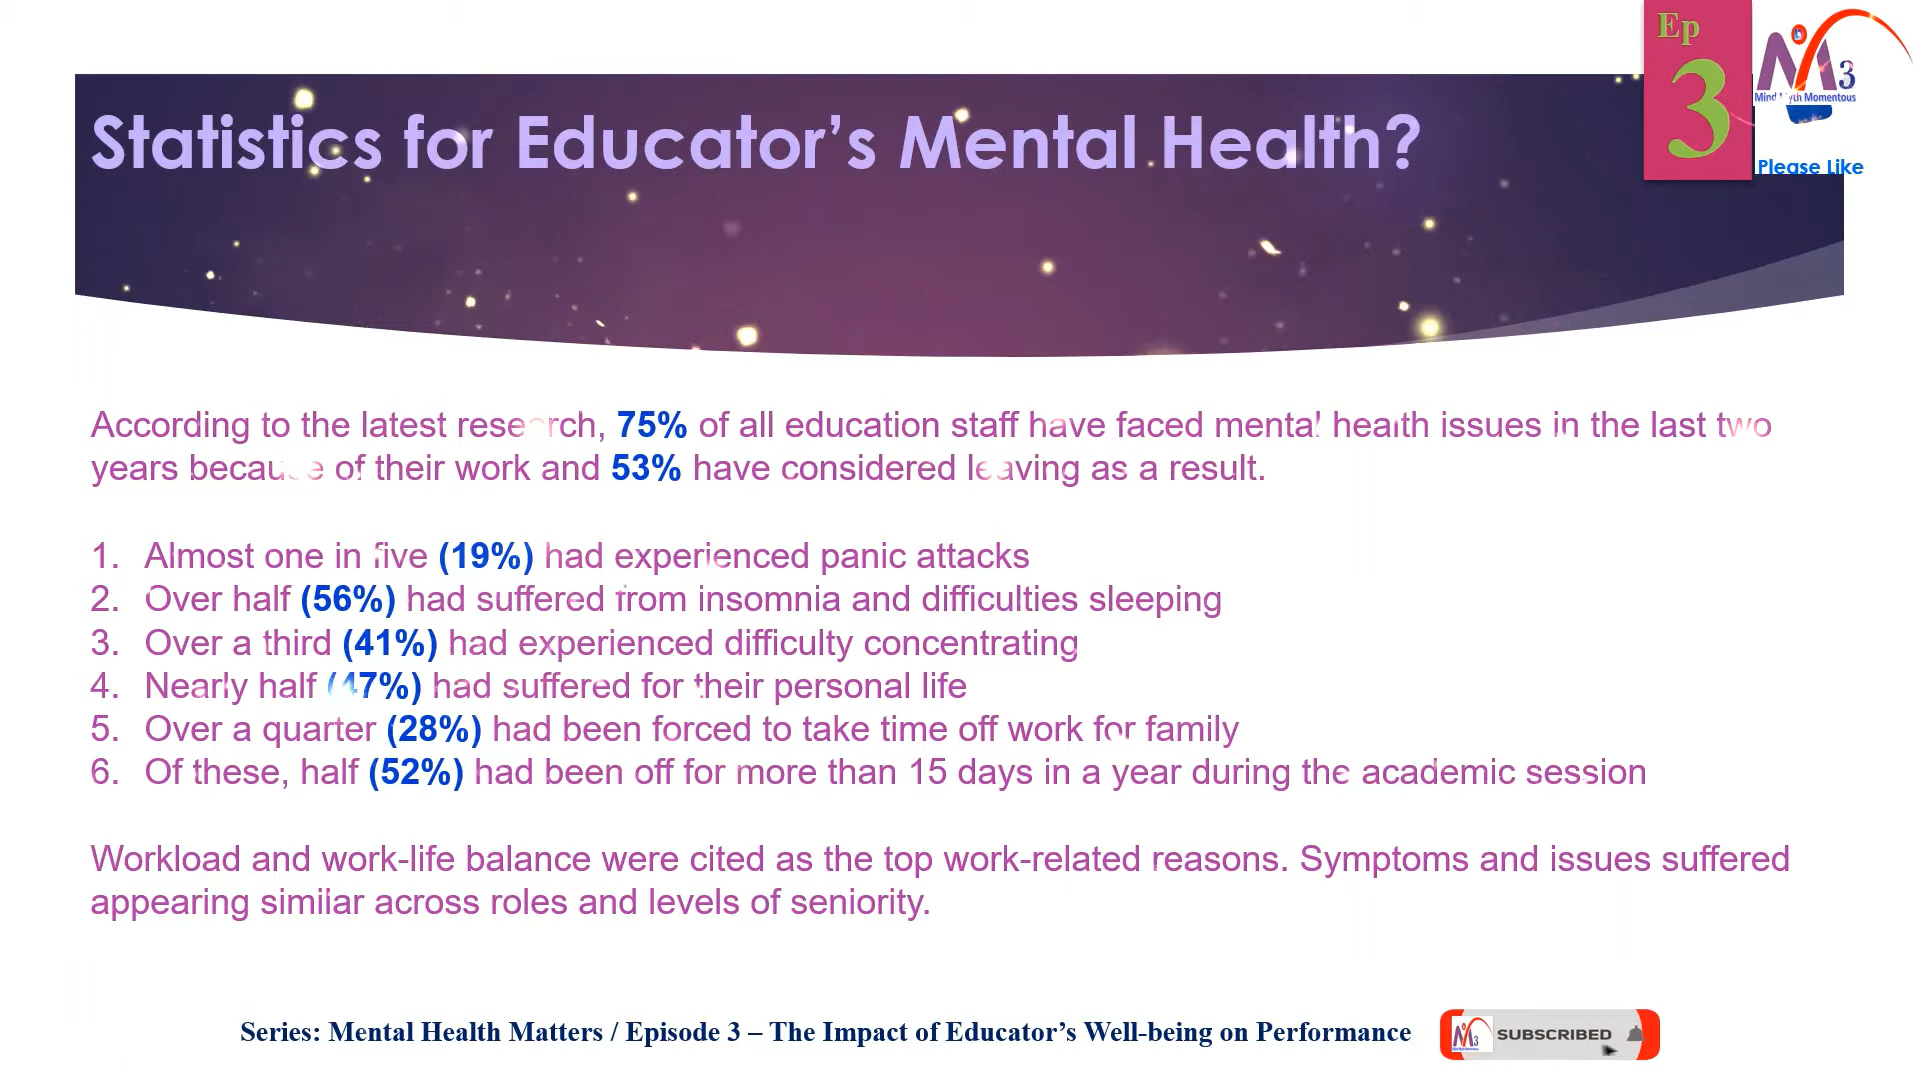 Ep
3
3
Mind Myth Momentous
Please Like
Statistics for Educator’s Mental Health?
According to the latest research, 75% of all education staff have faced mental health issues in the last two
years because of their work and 53% have considered leaving as a result.
1. Almost one in five (19%) had experienced panic attacks
2. Over half (56%) had suffered from insomnia and difficulties sleeping
3. Over a third (41%) had experienced difficulty concentrating
4. Nearly half (47%) had suffered for their personal life
5. Over a quarter (28%) had been forced to take time off work for family
6. Of these, half (52%) had been off for more than 15 days in a year during the academic session
Workload and work-life balance were cited as the top work-related reasons. Symptoms and issues suffered
appearing similar across roles and levels of seniority.
Series: Mental Health Matters / Episode 3 – The Impact of Educator’s Well-being on Performance
SUBSCRIBED